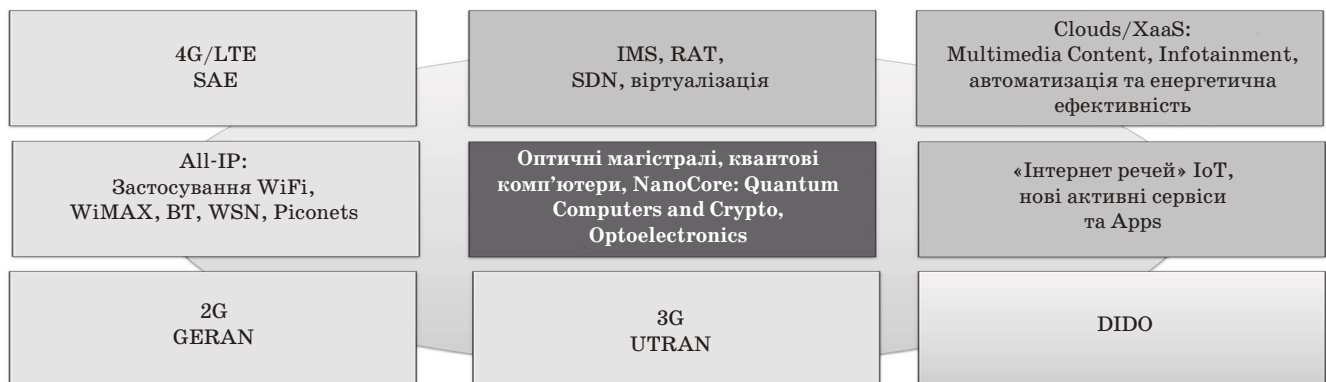 4G/LTE
SAE
IMS, RAT,
SDN, віртуалізація
Clouds/XaaS:
Multimedia Content, Infotainment,
автоматизація та енергетична
ефективність
All-IP:
Застосування WiFi,
WiMAX, BT, WSN, Piconets
Оптичні магістралі, квантові
комп’ютери, NanoCore: Quantum
Computers and Crypto,
Optoelectronics
«Інтернет речей» IoT,
нові активні сервіси
та Apps
2G
GERAN
3G
UTRAN
DIDO